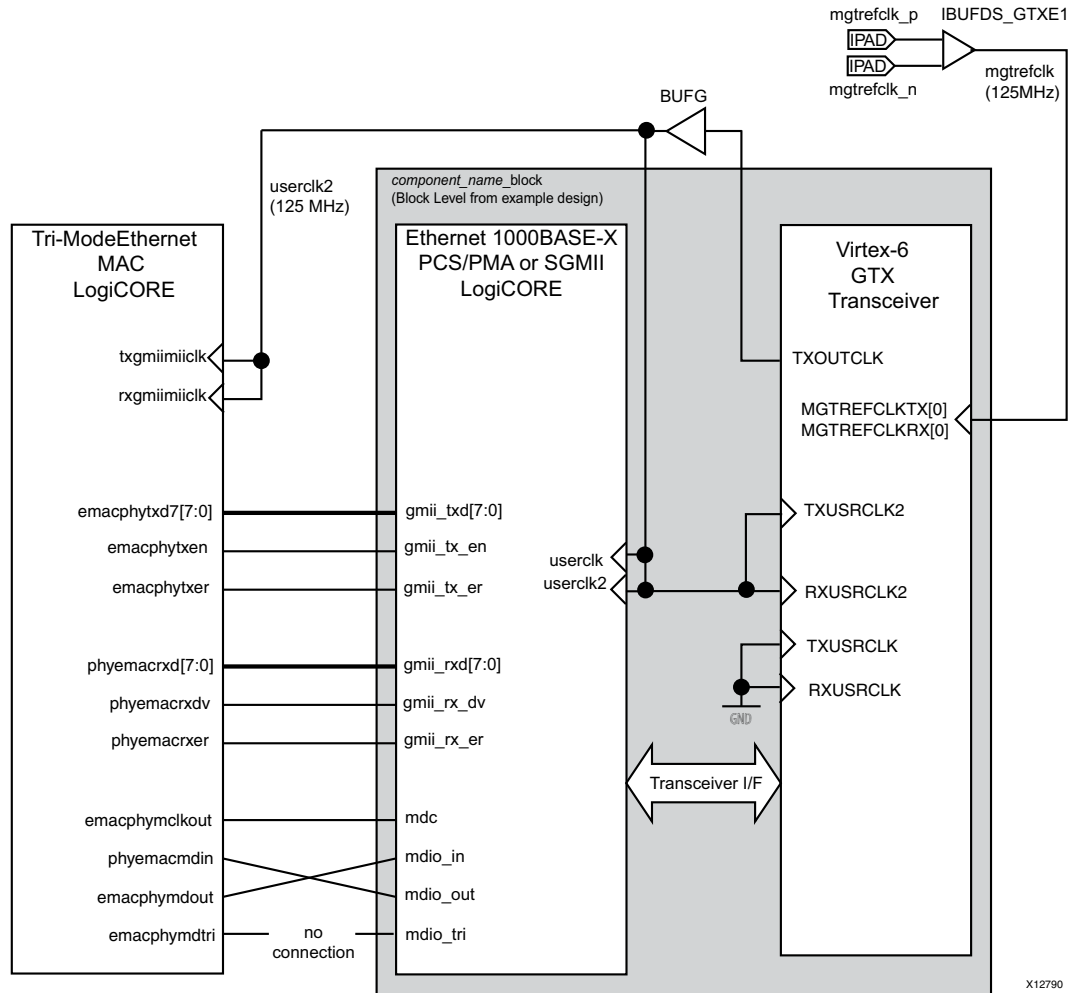 mgtrefclk_p
IBUFDS_GTXE1
IPAD
IPAD
mgtrefclk_n
mgtrefclk
(125MHz)
BUFG
userclk2
(125 MHz)
component_name_block
(Block Level from example design)
Tri-ModeEthernet
MAC
LogiCORE
Ethernet 1000BASE-X
PCS/PMA or SGMII
LogiCORE
Virtex-6
GTX
Transceiver
txgmiimiiclk
rxgmiimiiclk
TXOUTCLK
MGTREFCLKTX[0]
MGTREFCLKRX[0]
emacphytxd7[7:0]
gmii_txd[7:0]
TXUSRCLK2
emacphytxen
gmii_tx_en
userclk
emacphytxer
gmii_tx_er
userclk2
RXUSRCLK2
TXUSRCLK
phyemacrxd[7:0]
gmii_rxd[7:0]
RXUSRCLK
phyemacrxdv
gmii_rx_dv
GND
phyemacrxer
gmii_rx_er
Transceiver I/F
emacphymclkout
mdc
phyemacmdin
mdio_in
emacphymdout
mdio_out
emacphymdtri
no
connection
mdio_tri
X12790